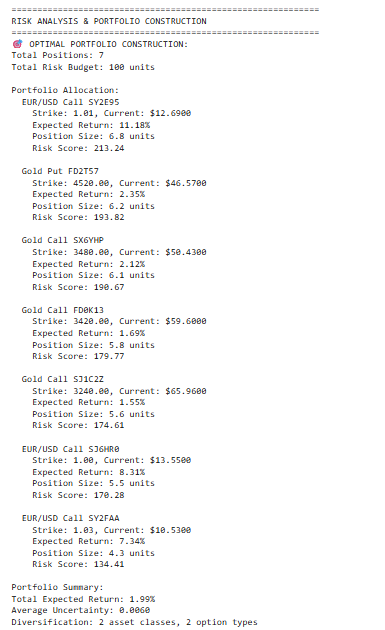 ============================================================
RISK ANALYSIS & PORTFOLIO CONSTRUCTION
============================================================
🎯 OPTIMAL PORTFOLIO CONSTRUCTION:
Total Positions: 7
Total Risk Budget: 100 units

Portfolio Allocation:
  EUR/USD Call SY2E95
    Strike: 1.01, Current: $12.6900
    Expected Return: 11.18%
    Position Size: 6.8 units
    Risk Score: 213.24

  Gold Put FD2T57
    Strike: 4520.00, Current: $46.5700
    Expected Return: 2.35%
    Position Size: 6.2 units
    Risk Score: 193.82

  Gold Call SX6YHP
    Strike: 3480.00, Current: $50.4300
    Expected Return: 2.12%
    Position Size: 6.1 units
    Risk Score: 190.67

  Gold Call FD0K13
    Strike: 3420.00, Current: $59.6000
    Expected Return: 1.69%
    Position Size: 5.8 units
    Risk Score: 179.77

  Gold Call SJ1C2Z
    Strike: 3240.00, Current: $65.9600
    Expected Return: 1.55%
    Position Size: 5.6 units
    Risk Score: 174.61

  EUR/USD Call SJ6HR0
    Strike: 1.00, Current: $13.5500
    Expected Return: 8.31%
    Position Size: 5.5 units
    Risk Score: 170.28

  EUR/USD Call SY2FAA
    Strike: 1.03, Current: $10.5300
    Expected Return: 7.34%
    Position Size: 4.3 units
    Risk Score: 134.41

Portfolio Summary:
Total Expected Return: 1.99%
Average Uncertainty: 0.0060
Diversification: 2 asset classes, 2 option types